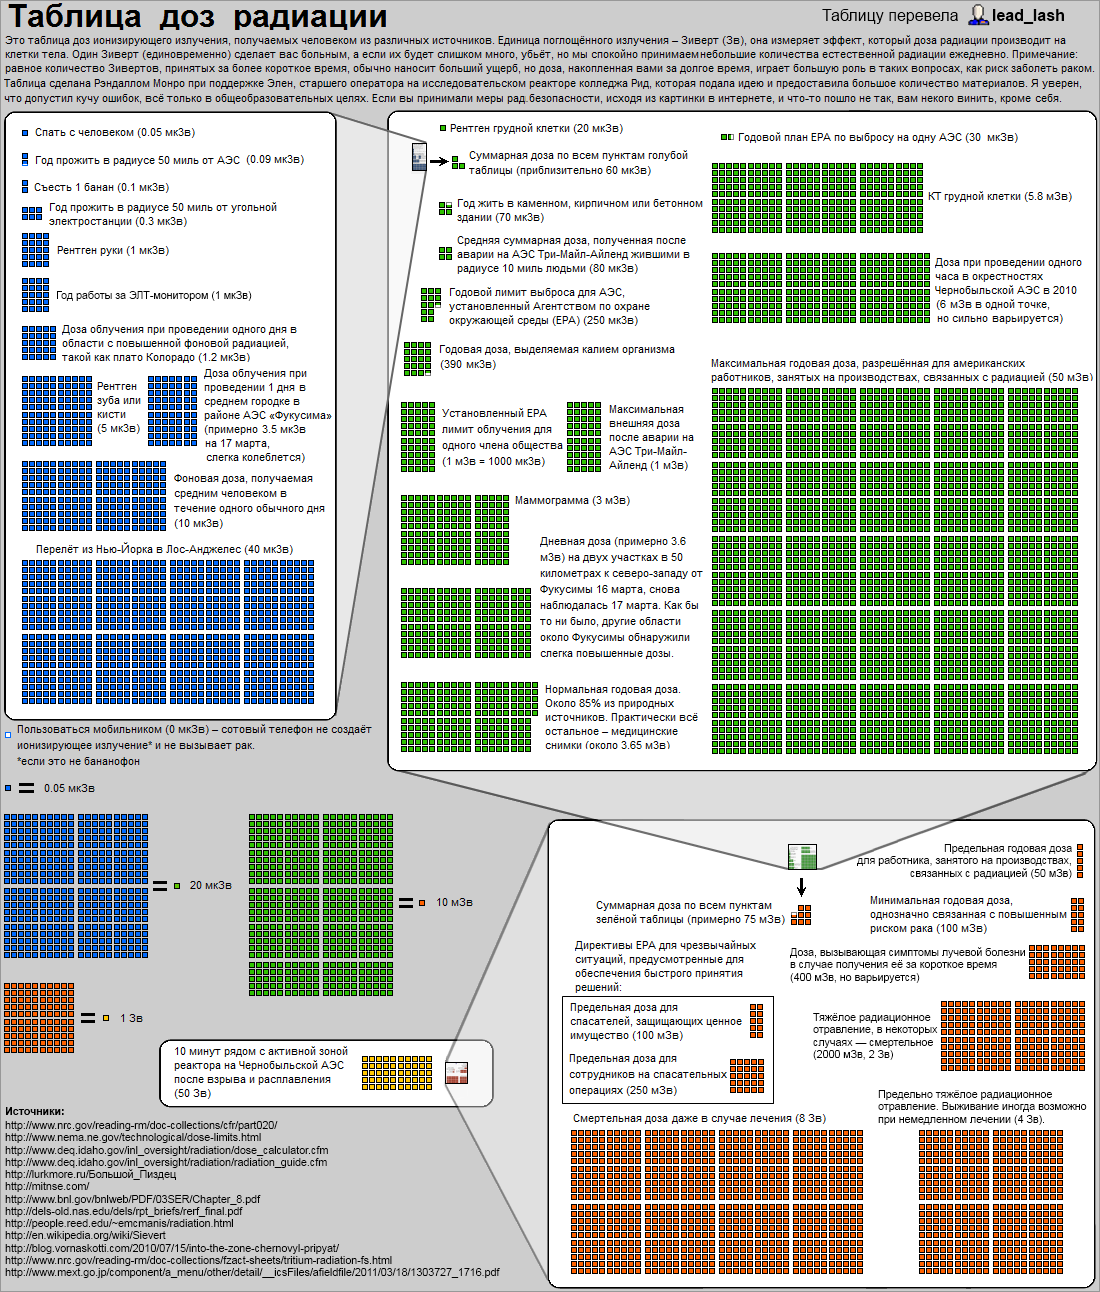 Таблица доз радиации
Таблицу перевела lead_lash
Это таблица доз ионизирующего излучения, получаемых человеком из различных источников. Единица поглощённого излучения – Зиверт (Зв), она измеряет эффект, который доза радиации производит на
клетки тела. Один Зиверт (единовременно) сделает вас больным, а если их будет слишком много, убьёт, но мы спокойно принимаемнебольшие количества естественной радиации ежедневно. Примечание:
равное количество Зивертов, принятых за более короткое время, обычно наносит больший ущерб, но доза, накопленная вами за долгое время, играет большую роль в таких вопросах, как риск заболеть раком.
Таблица сделана Рэндаллом Монро при поддержке Элен, старшего оператора на исследовательском реакторе колледжа Рид, которая подала идею и предоставила большое количество материалов. Я уверен,
что допустил кучу ошибок, всё только в общеобразовательных целях. Если вы принимали меры рад.безопасности, исходя из картинки в интернете, и что-то пошло не так, вам некого винить, кроме себя.
Спать с человеком (0.05 мкЗв)
Год прожить в радиусе 50 миль от АЭС (0.09 мкЗв)
Съесть 1 банан (0.1 мкЗв)
Год прожить в радиусе 50 миль от угольной
электростанции (0.3 мкЗв)
Рентген руки (1 мкЗв)
Год работы за ЭЛТ-монитором (1 мкЗв)
Доза облучения при проведении одного дня в
области с повышенной фоновой радиацией,
такой как плато Колорадо (1.2 мкЗв)
Рентген
зуба или
кисти
(5 мкЗв)
Доза облучения при
проведении 1 дня в
среднем городке в
районе АЭС «Фукусима»
(примерно 3.5 мкЗв
на 17 марта,
слегка колеблется)
Фоновая доза, получаемая
средним человеком в
течение одного обычного дня
(10 мкЗв)
Перелёт из Нью-Йорка в Лос-Анджелес (40 мкЗв)
Пользоваться мобильником (0 мкЗв) – сотовый телефон не создаёт
ионизирующее излучение* и не вызывает рак.
*если это не бананофон
Рентген грудной клетки (20 мкЗв)
Суммарная доза по всем пунктам голубой
таблицы (приблизительно 60 мкЗв)
Год жить в каменном, кирпичном или бетонном
здании (70 мкЗв)
Средняя суммарная доза, полученная после
аварии на АЭС Три-Майл-Айленд жившими в
радиусе 10 миль людьми (80 мкЗв)
Годовой лимит выброса для АЭС,
установленный Агентством по охране
окружающей среды (EPA) (250 мкЗв)
Годовая доза, выделяемая калием организма
(390 мкЗв)
Установленный EPA
лимит облучения для
одного члена общества
(1 мЗв = 1000 мкЗв)
Максимальная
внешняя доза
после аварии на
АЭС Три-Майл-
Айленд (1 мЗв)
Маммограмма (3 мЗв)
Дневная доза (примерно 3.6
мЗв) на двух участках в 50
километрах к северо-западу от
Фукусимы 16 марта, снова
наблюдалась 17 марта. Как бы
то ни было, другие области
около Фукусимы обнаружили
слегка повышенные дозы.
Нормальная годовая доза.
Около 85% из природных
источников. Практически всё
остальное – медицинские
снимки (около 3.65 мЗв)
Годовой план EPA по выбросу на одну АЭС (30 мкЗв)
КТ грудной клетки (5.8 мЗв)
Доза при проведении одного
часа в окрестностях
Чернобыльской АЭС в 2010
(6 мЗв в одной точке,
но сильно варьируется)
Максимальная годовая доза, разрешённая для американских
работников, занятых на производствах, связанных с радиацией (50 мЗв)
= 0.05 мкЗв
= 20 мкЗв
= 10 мЗв
= 1 Зв
10 минут рядом с активной зоной
реактора на Чернобыльской АЭС
после взрыва и расплавления
(50 Зв)
Суммарная доза по всем пунктам
зелёной таблицы (примерно 75 мЗв)
Директивы EPA для чрезвычайных
ситуаций, предусмотренные для
обеспечения быстрого принятия
решений:
Предельная доза для
спасателей, защищающих ценное
имущество (100 мЗв)
Предельная доза для
сотрудников на спасательных
операциях (250 мЗв)
Смертельная доза даже в случае лечения (8 Зв)
Предельная годовая доза
для работника, занятого на производствах,
связанных с радиацией (50 мЗв)
Минимальная годовая доза,
однозначно связанная с повышенным
риском рака (100 мЗв)
Доза, вызывающая симптомы лучевой болезни
в случае получения её за короткое время
(400 мЗв, но варьируется)
Тяжёлое радиационное
отравление, в некоторых
случаях — смертельное
(2000 мЗв, 2 Зв)
Предельно тяжёлое радиационное
отравление. Выживание иногда возможно
при немедленном лечении (4 Зв).
Источники:
http://www.nrc.gov/reading-rm/doc-collections/cfr/part020/
http://www.nema.ne.gov/technological/dose-limits.html
http://www.deq.idaho.gov/inl_oversight/radiation/dose_calculator.cfm
http://www.deq.idaho.gov/inl_oversight/radiation/radiation_guide.cfm
http://lurkmore.ru/Большой_Пиздец
http://mitnse.com/
http://www.bnl.gov/bnlweb/PDF/03SER/Chapter_8.pdf
http://dels-old.nas.edu/dels/rpt_briefs/rerf_final.pdf
http://people.reed.edu/~emcmanis/radiation.html
http://en.wikipedia.org/wiki/Sievert
http://blog.vornaskotti.com/2010/07/15/into-the-zone-chernovyl-pripyat/
http://www.nrc.gov/reading-rm/doc-collections/fzact-sheets/tritium-radiation-fs.html
http://www.mext.go.jp/component/a_menu/other/detail/__icsFiles/afieldfile/2011/03/18/1303727_1716.pdf